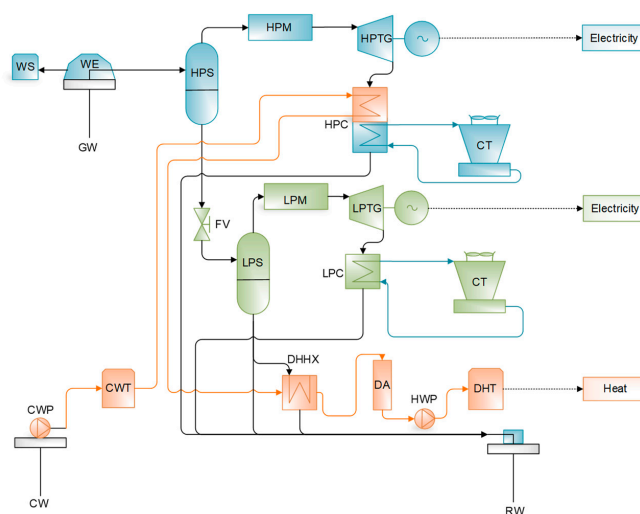 HPM
HPTG
Electricity
WS
WE
HPS
GW
HPC
CT
LPM
LPTG
Electricity
FV
LPS
LPC
CT
DHHX
CWT
DA
HWP
DHT
Heat
CWP
CW
RW